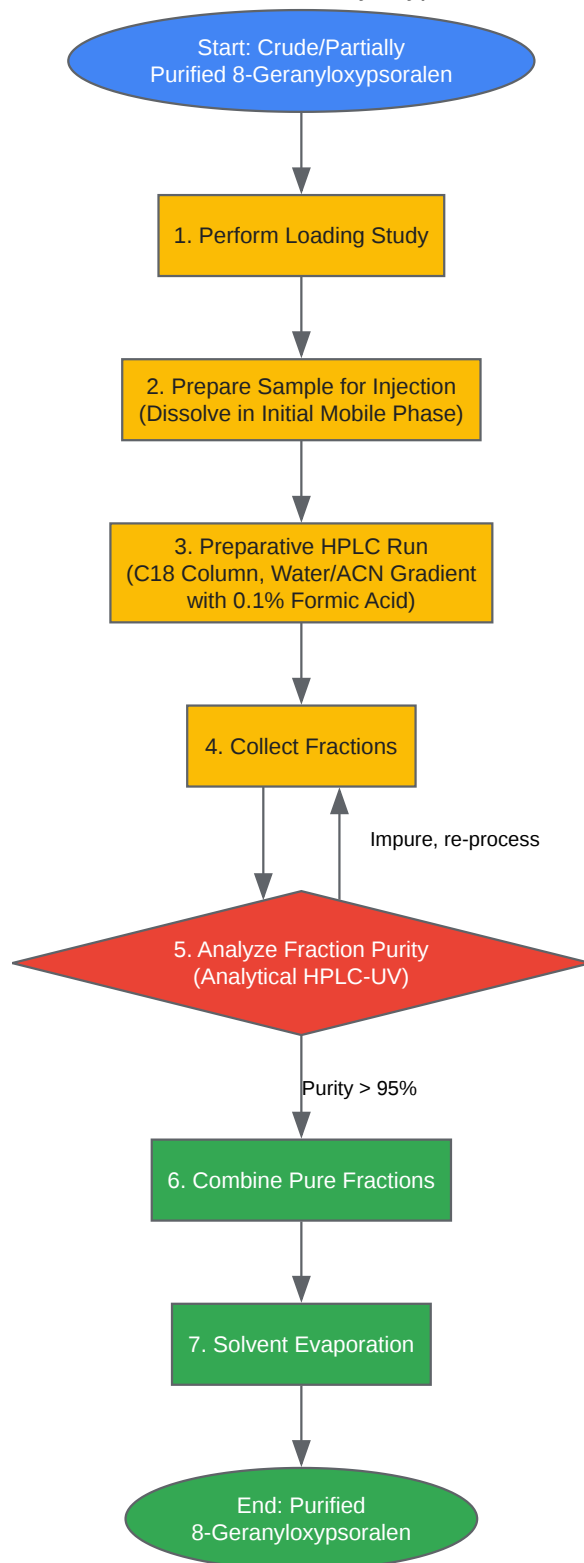 Start: Crude/Partially
Purified 8-Geranyloxypsoralen
1. Perform Loading Study
2. Prepare Sample for Injection
(Dissolve in Initial Mobile Phase)
3. Preparative HPLC Run
(C18 Column, Water/ACN Gradient
with 0.1% Formic Acid)
4. Collect Fractions
Impure, re-process
5. Analyze Fraction Purity
(Analytical HPLC-UV)
Purity > 95%
6. Combine Pure Fractions
7. Solvent Evaporation
End: Purified
8-Geranyloxypsoralen